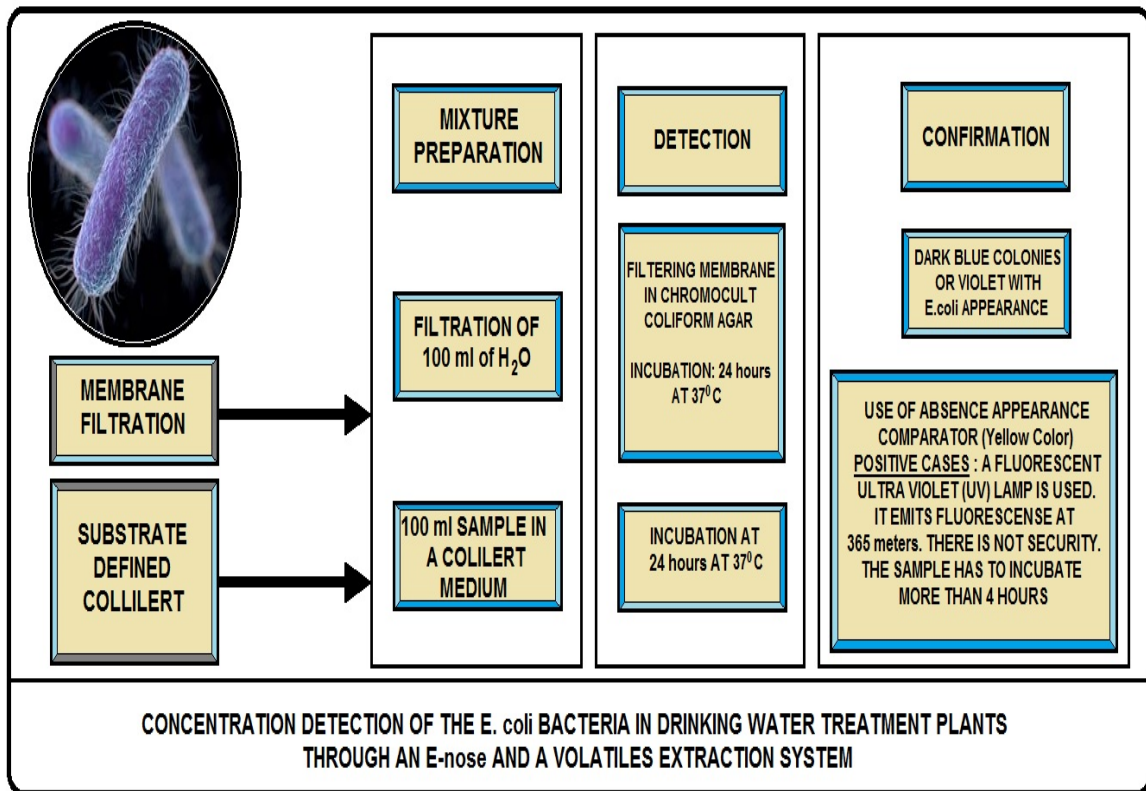 MIXTURE
PREPARATION
DETECTION
CONFIRMATION
MEMBRANE
FILTRATION
FILTRATION OF
100 ml of H₂O
FILTERING MEMBRANE
IN CHROMOCULT
COLIFORM AGAR
INCUBATION: 24 hours
AT 37⁰ C
DARK BLUE COLONIES
OR VIOLET WITH
E.coli APPEARANCE
SUBSTRATE
DEFINED
COLLILERT
100 ml SAMPLE IN
A COLILERT
MEDIUM
INCUBATION AT
24 hours AT 37⁰ C
USE OF ABSENCE APPEARANCE
COMPARATOR (Yellow Color)
POSITIVE CASES : A FLUORESCENT
ULTRA VIOLET (UV) LAMP IS USED.
IT EMITS FLUORESCENSE AT
365 meters. THERE IS NOT SECURITY.
THE SAMPLE HAS TO INCUBATE
MORE THAN 4 HOURS
CONCENTRATION DETECTION OF THE E. coli BACTERIA IN DRINKING WATER TREATMENT PLANTS
THROUGH AN E-nose AND A VOLATILES EXTRACTION SYSTEM